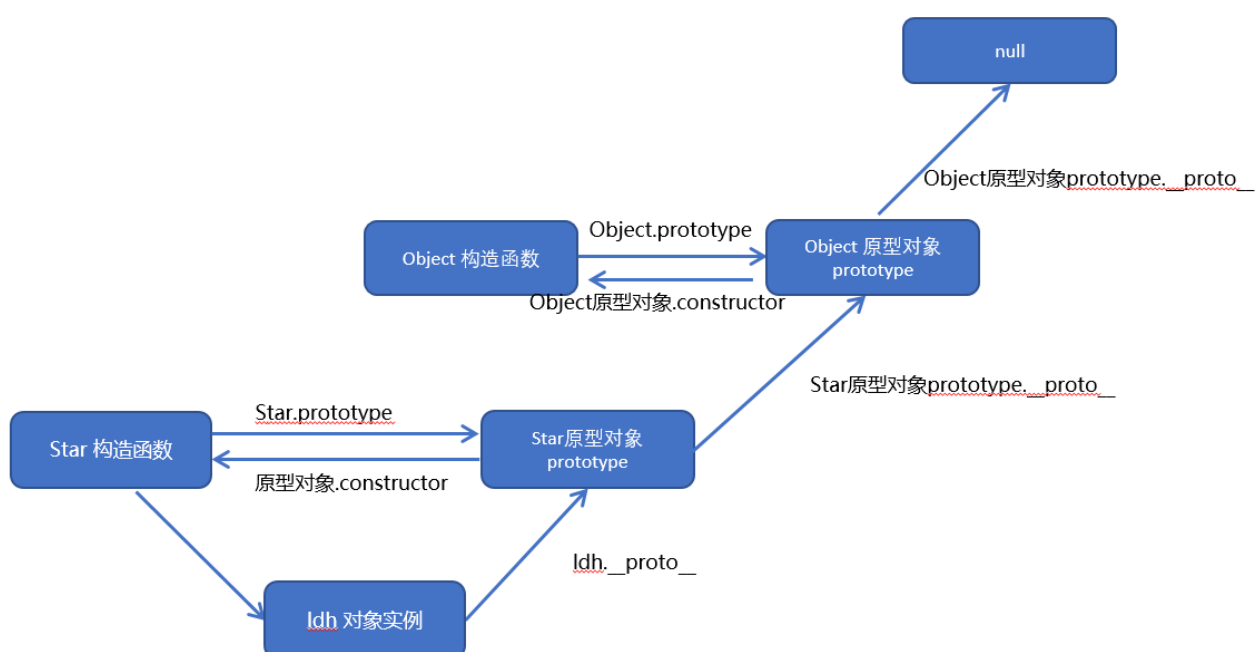 null
Object原型对象prototype.__proto__
Object.prototype
Object 构造函数
Object 原型对象
prototype
Object原型对象.constructor
Star原型对象prototype.__proto__
Star.prototype
Star 构造函数
Star原型对象
prototype
原型对象.constructor
ldh.__proto__
ldh 对象实例